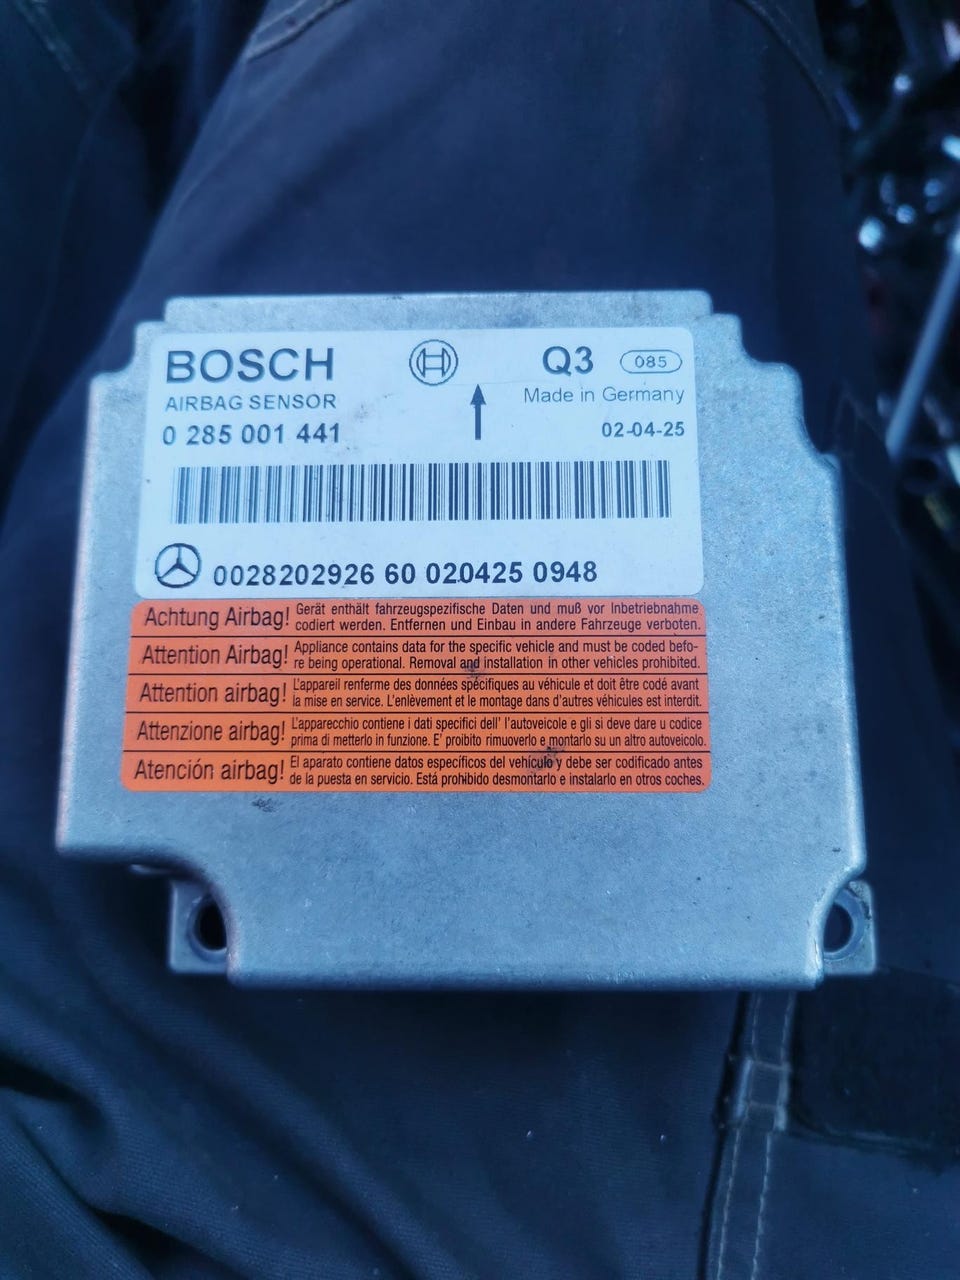 BOSCH
Q3 085
AIRBAG SENSOR
Made in Germany
0 285 001 441
02-04-25
0028202926 60 020425 0948
Achtung Airbag! Gerät enthält fahrzeugspezifische Daten und muß vor Inbetriebnahme
codiert werden. Entfernen und Einbau in andere Fahrzeuge verboten.
Attention Airbag! Appliance contains data for the specific vehicle and must be coded befo-
re being operational. Removal and installation in other vehicles prohibited.
Attention airbag! L'appareil renferme des données spécifiques au véhicule et doit être codé avant
la mise en service. L'enlèvement et le montage dans d'autres véhicules est interdit.
Attenzione airbag! L'apparecchio contiene i dati specifici dell' l'autoveicole e gli si deve dare u codice
prima di metterlo in funzione. E' proibito rimuoverlo e montarlo su un altro autoveicolo.
Atención airbag! El aparato contiene datos específicos del vehículo y debe ser codificado antes
de la puesta en servicio. Está prohibido desmontarlo e instalarlo en otros coches.